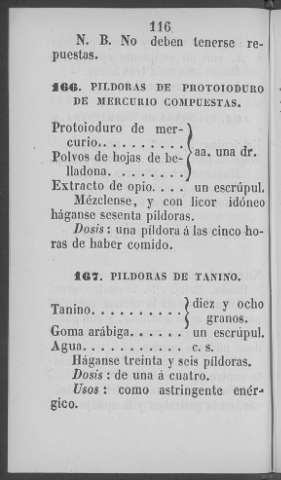 116
N. B. No deben tenerse re-
puestas.
166. PILDORAS DE PROTOIODURO
DE MERCURIO COMPUESTAS.
Protoioduro de mer-
curio. . . . . . . . . . } aa. una dr.
Polvos de hojas de be-
lladona. . . . . . . .
Extracto de opio. . . . un escrúpul.
Mézclense, y con licor idóneo
háganse sesenta píldoras.
Dosis: una píldora á las cinco ho-
ras de haber comido.
167. PILDORAS DE TANINO.
Tanino. . . . . . . . . . } diez y ocho
granos.
Goma arábiga. . . . . . un escrúpul.
Agua. . . . . . . . . . . c. s.
Háganse treinta y seis píldoras.
Dosis: de una á cuatro.
Usos: como astringente enér-
gico.